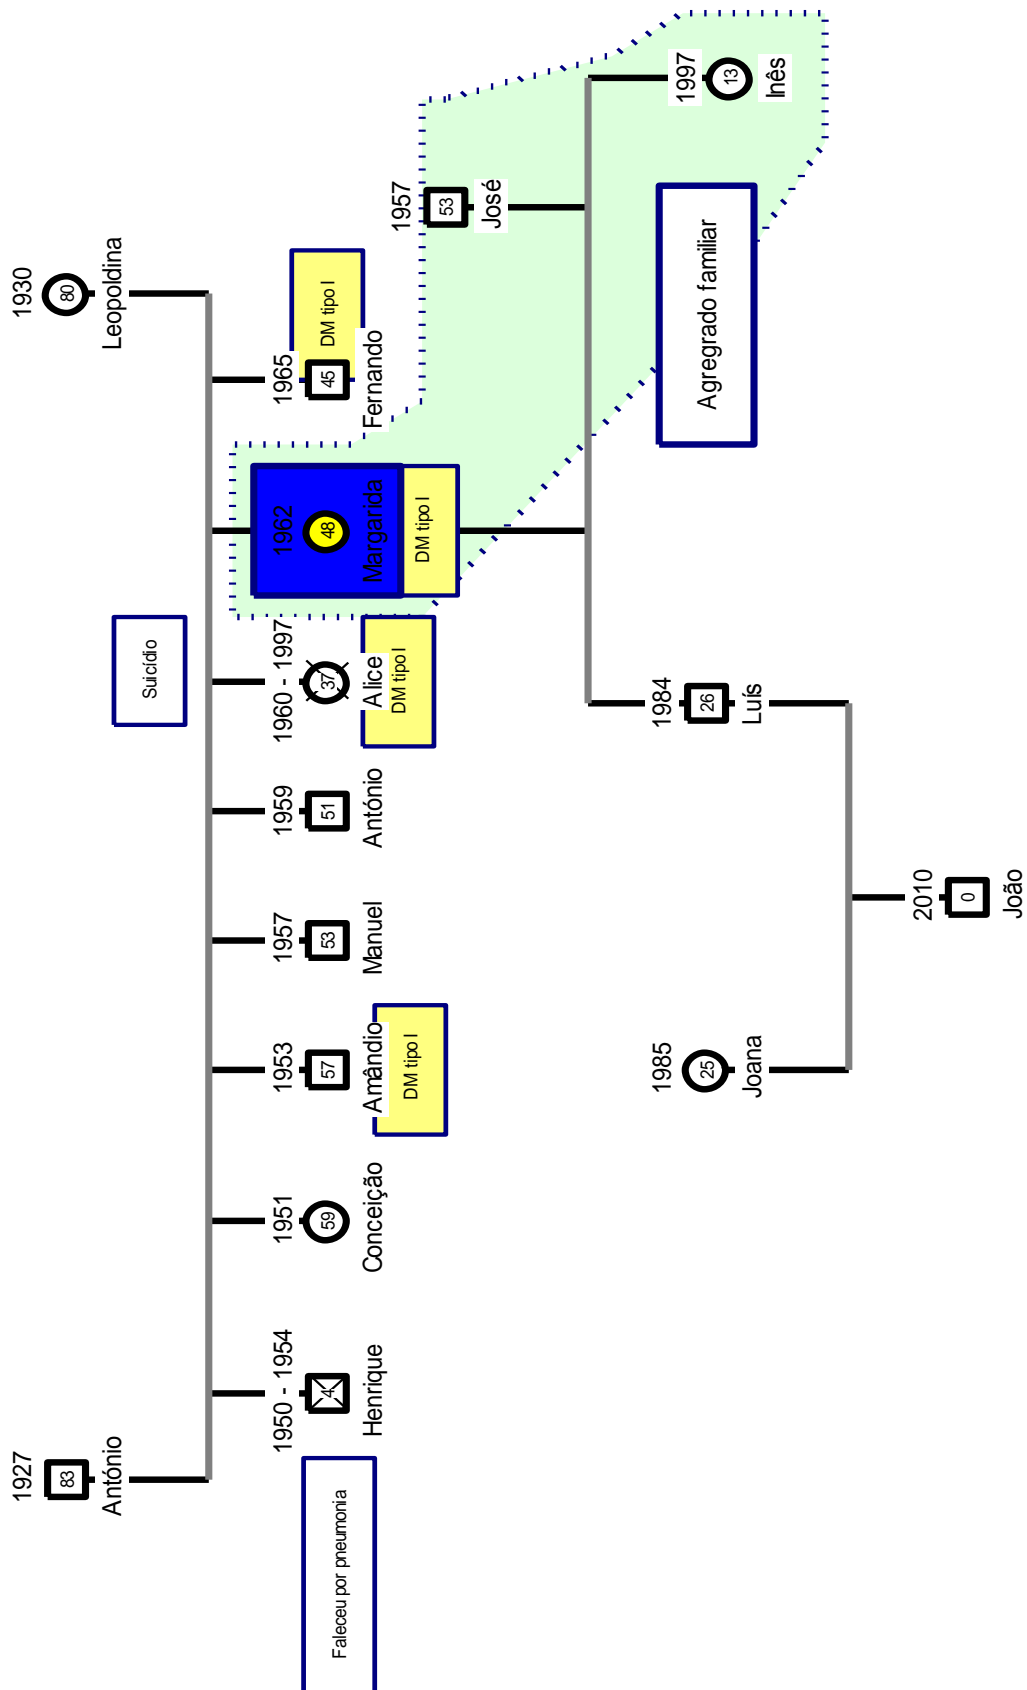 1927
83
António
1930
80
Leopoldina
Suicídio
Faleceu por pneumonia
1950 - 1954
4
Henrique
1951
59
Conceição
1953
57
Amândio
DM tipo I
1957
53
Manuel
1959
51
António
1960 - 1997
37
Alice
DM tipo I
1962
48
Margarida
DM tipo I
1965
45
Fernando
DM tipo I
1957
53
José
1985
25
Joana
1984
26
Luís
1997
13
Inês
Agregrado familiar
2010
0
João